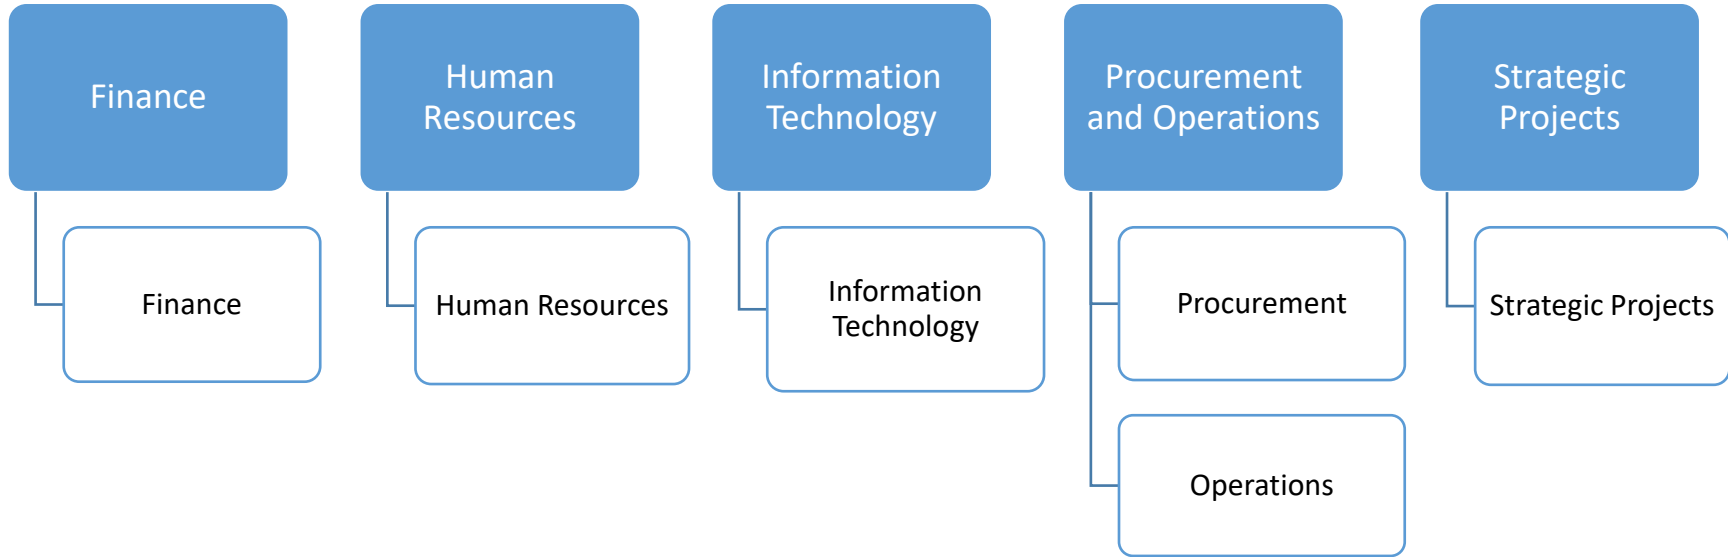 Finance
Human
Resources
Information
Technology
Procurement
and Operations
Strategic
Projects
Finance
Human Resources
Information
Technology
Procurement
Strategic Projects
Operations